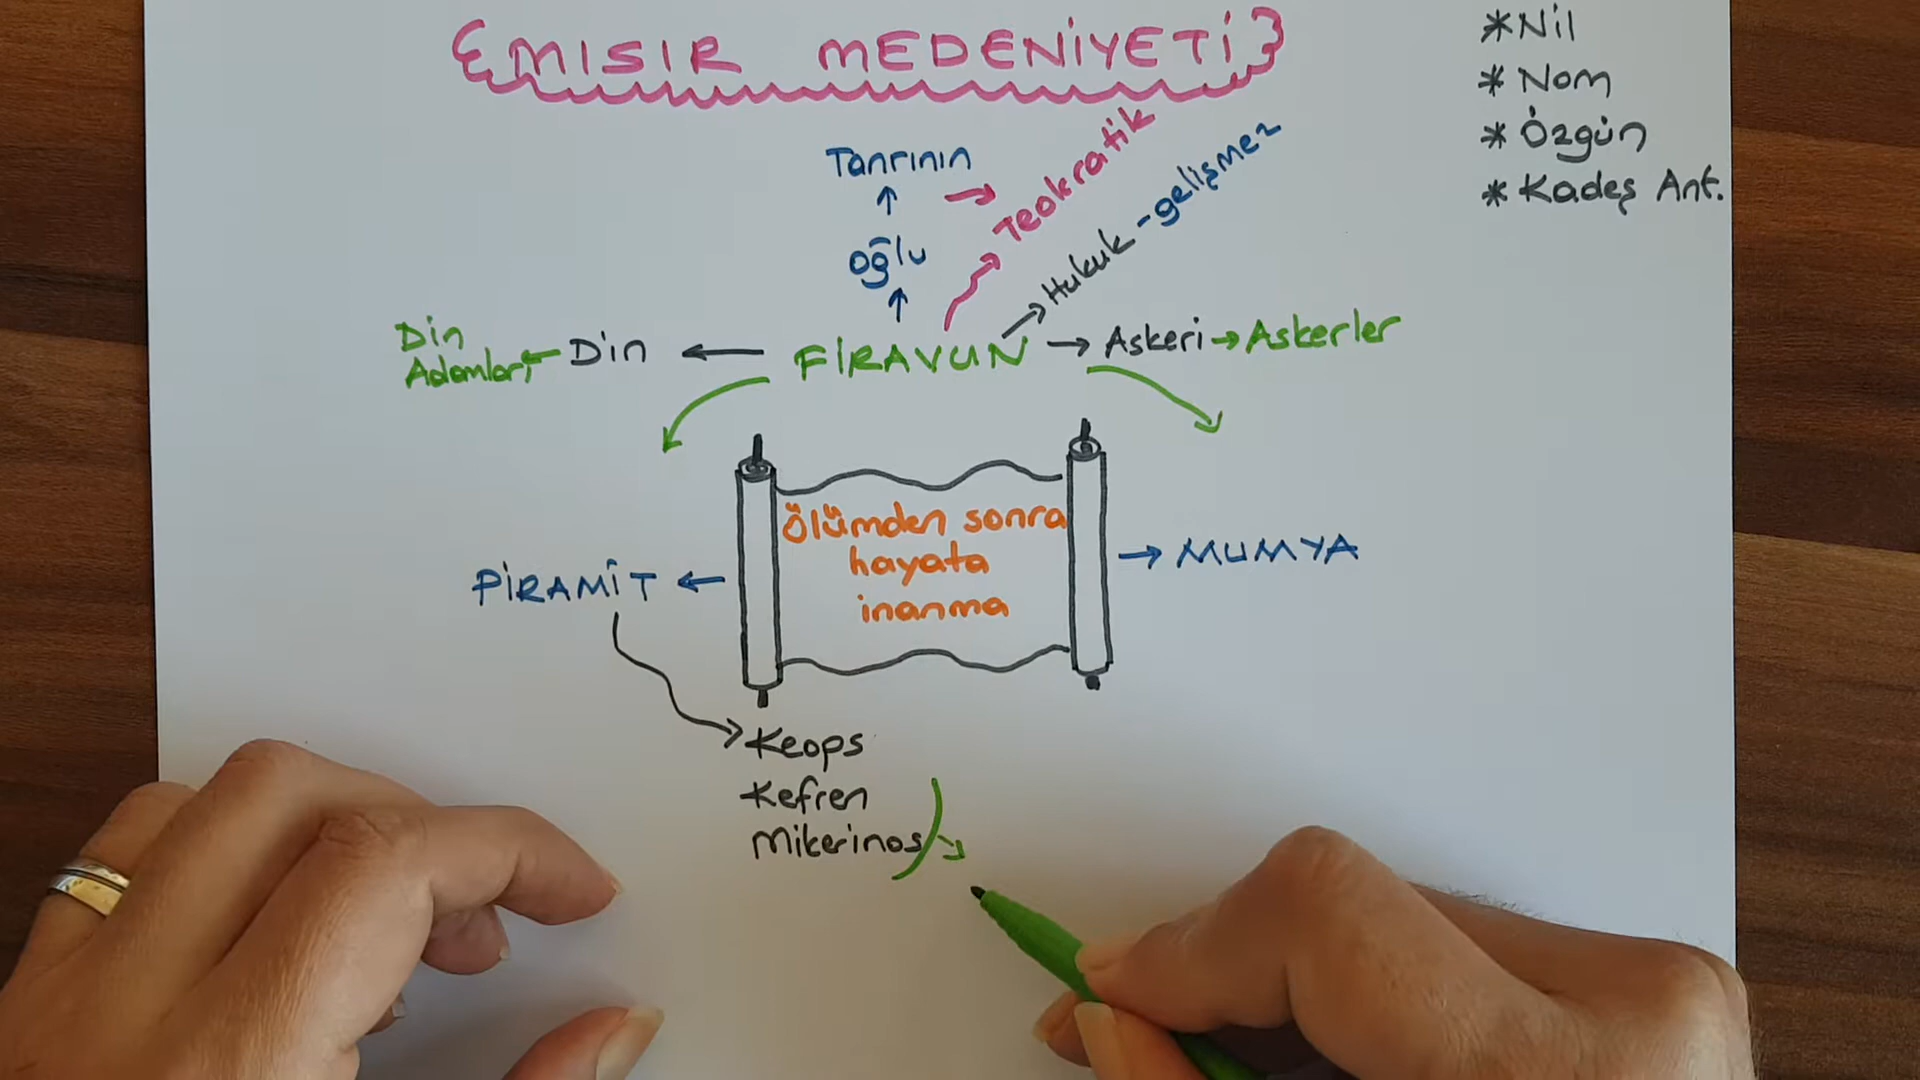 MISIR MEDENİYETİ
*Nil
*Nom
*Özgün
*Kadeş Ant.
Tanrının
Oğlu
Teokratik
Hukuk -gelişmez
Din Adamları
Din
FİRAVUN
Askeri
Askerler
Ölümden sonra
hayata
inanma
PİRAMİT
MUMYA
Keops
Kefren
Mikerinos